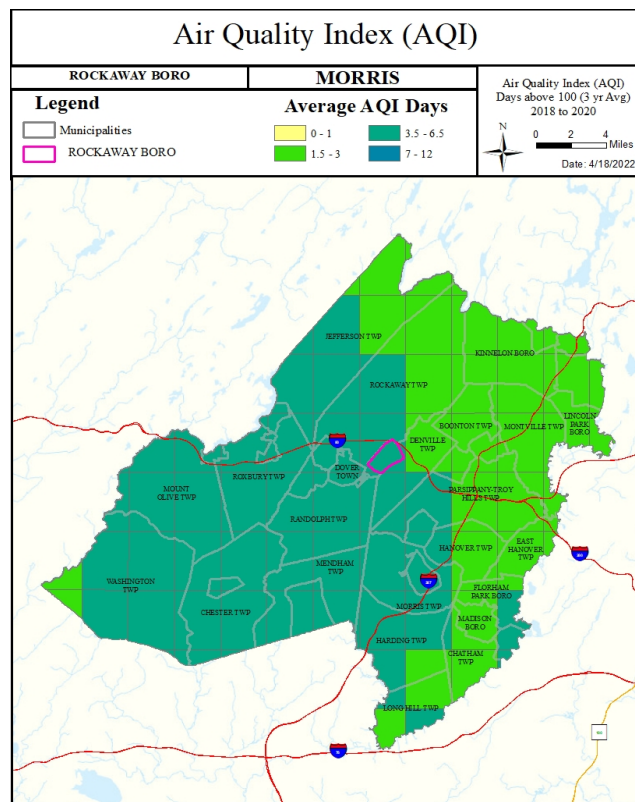 Air Quality Index (AQI)
ROCKAWAY BORO
MORRIS
Legend
Municipalities
ROCKAWAY BORO
Average AQI Days
0 - 1
1.5 - 3
3.5 - 6.5
7 - 12
Air Quality Index (AQI)
Days above 100 (3 yr Avg)
2018 to 2020
N
0 2 4
Miles
Date: 4/18/2022
JEFFERSON TWP
KINNELON BORO
ROCKAWAY TWP
LINCOLN
PARK
BORO
BOONTON TWP
MONTVILLE TWP
DENVILLE
TWP
80
DOVER
TOWN
ROXBURY TWP
MOUNT
OLIVE TWP
PARSIPPANY-TROY
HILLS TWP
RANDOLPH TWP
HANOVER TWP
EAST
HANOVER
TWP
MENDHAM
TWP
WASHINGTON
TWP
287
FLORHAM
PARK BORO
CHESTER TWP
MORRIS TWP
MADISON
BORO
HARDING TWP
CHATHAM
TWP
LONG HILL TWP
78